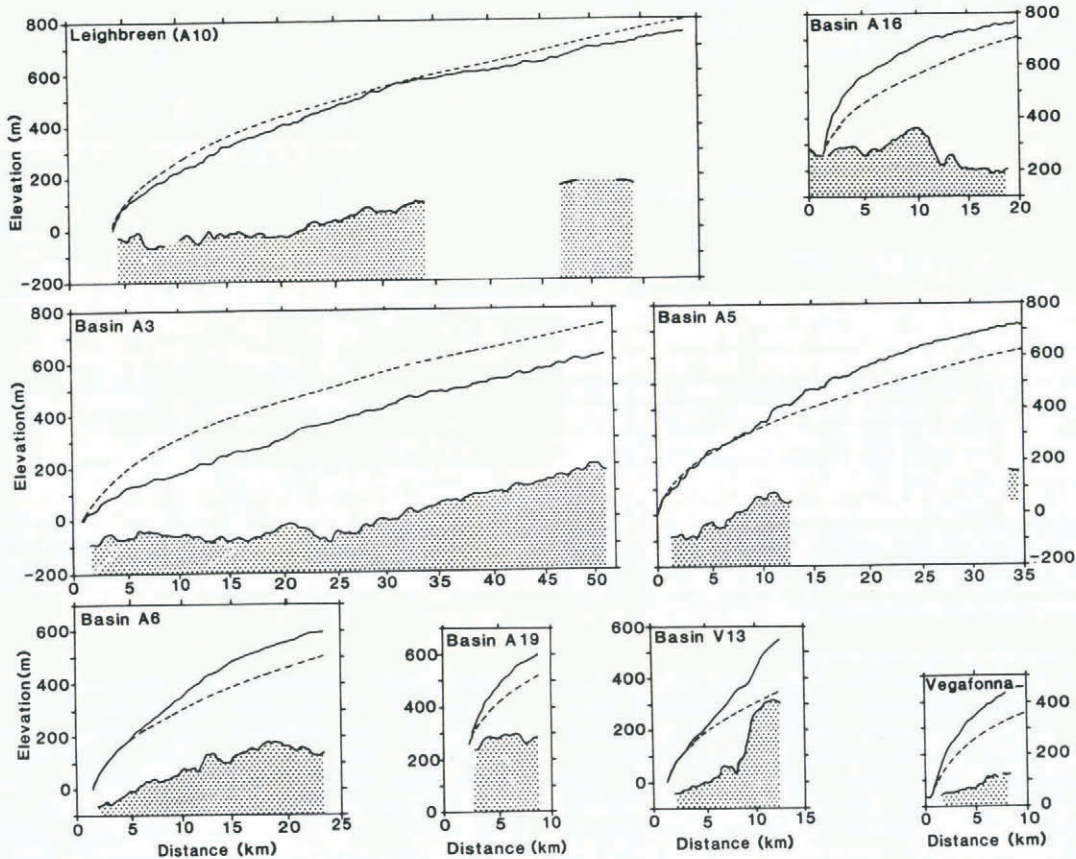 Leighbreen (A10)
800
600
400
200
0
-200
Elevation (m)
Basin A16
800
600
400
200
0 5 10 15 20
Basin A3
800
600
400
200
0
-200
Elevation(m)
0 5 10 15 20 25 30 35 40 45 50
Basin A5
800
600
400
200
0
-200
0 5 10 15 20 25 30 35
Basin A6
600
400
200
0
Elevation(m)
0 5 10 15 20 25
Distance (km)
Basin A19
600
400
200
0
0 5 10
Distance (km)
Basin V13
600
400
200
0
0 5 10 15
Distance (km)
Vegafonna
400
200
0
0 5 10
Distance (km)